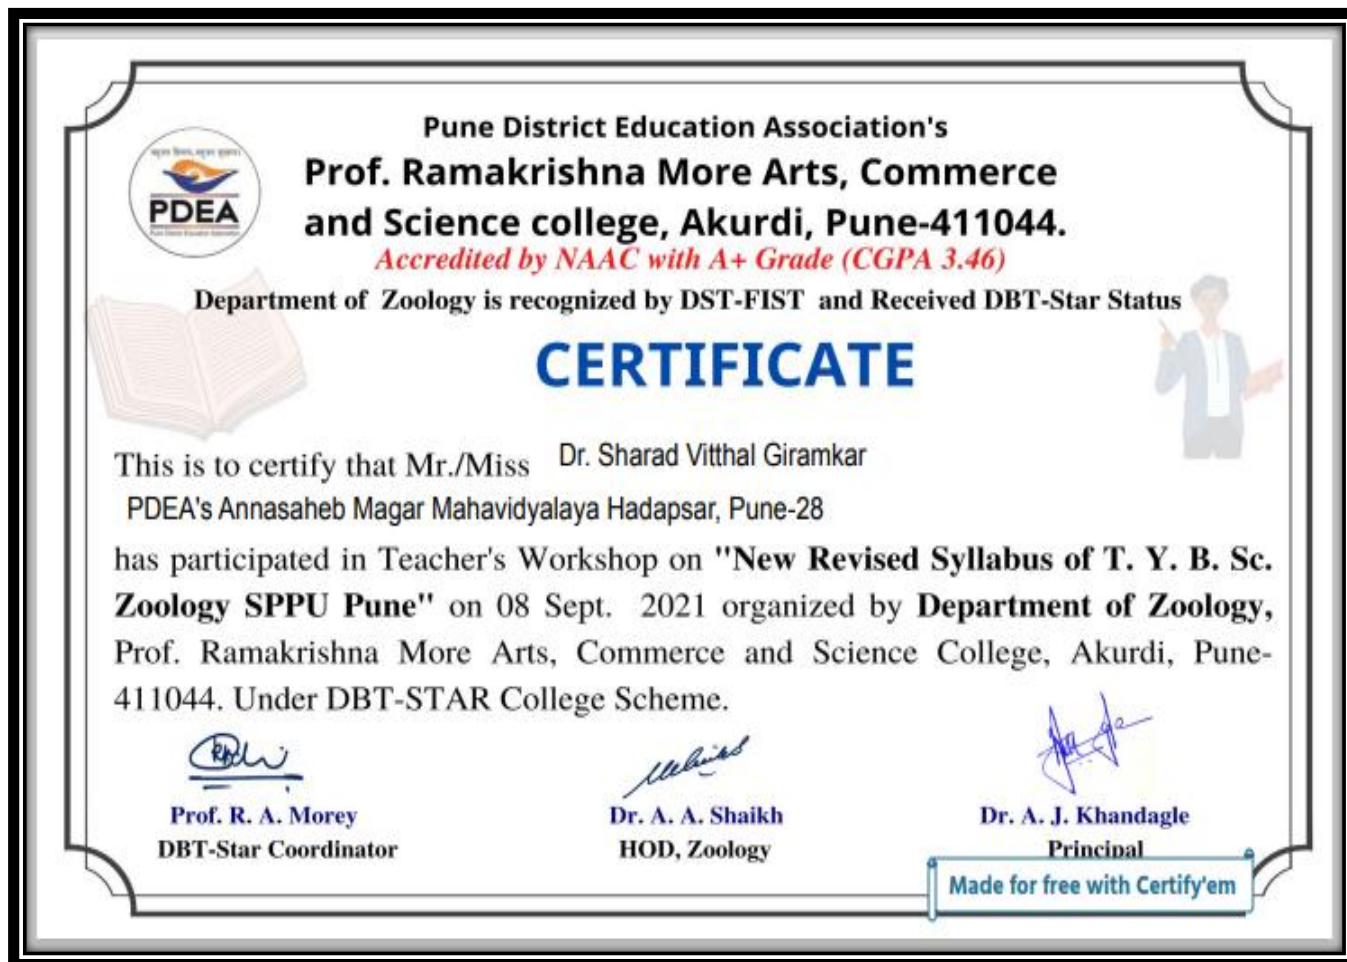 Pune District Education Association's
Prof. Ramakrishna More Arts, Commerce
and Science college, Akurdi, Pune-411044.
PDEA
Accredited by NAAC with A+ Grade (CGPA 3.46)
Department of Zoology is recognized by DST-FIST and Received DBT-Star Status
CERTIFICATE
This is to certify that Mr./Miss Dr. Sharad Vitthal Giramkar
PDEA's Annasaheb Magar Mahavidyalaya Hadapsar, Pune-28
has participated in Teacher's Workshop on "New Revised Syllabus of T. Y. B. Sc.
Zoology SPPU Pune" on 08 Sept. 2021 organized by Department of Zoology,
Prof. Ramakrishna More Arts, Commerce and Science College, Akurdi, Pune-
411044. Under DBT-STAR College Scheme.
Prof. R. A. Morey
DBT-Star Coordinator
Dr. A. A. Shaikh
HOD, Zoology
Dr. A. J. Khandagle
Principal
Made for free with Certify'em